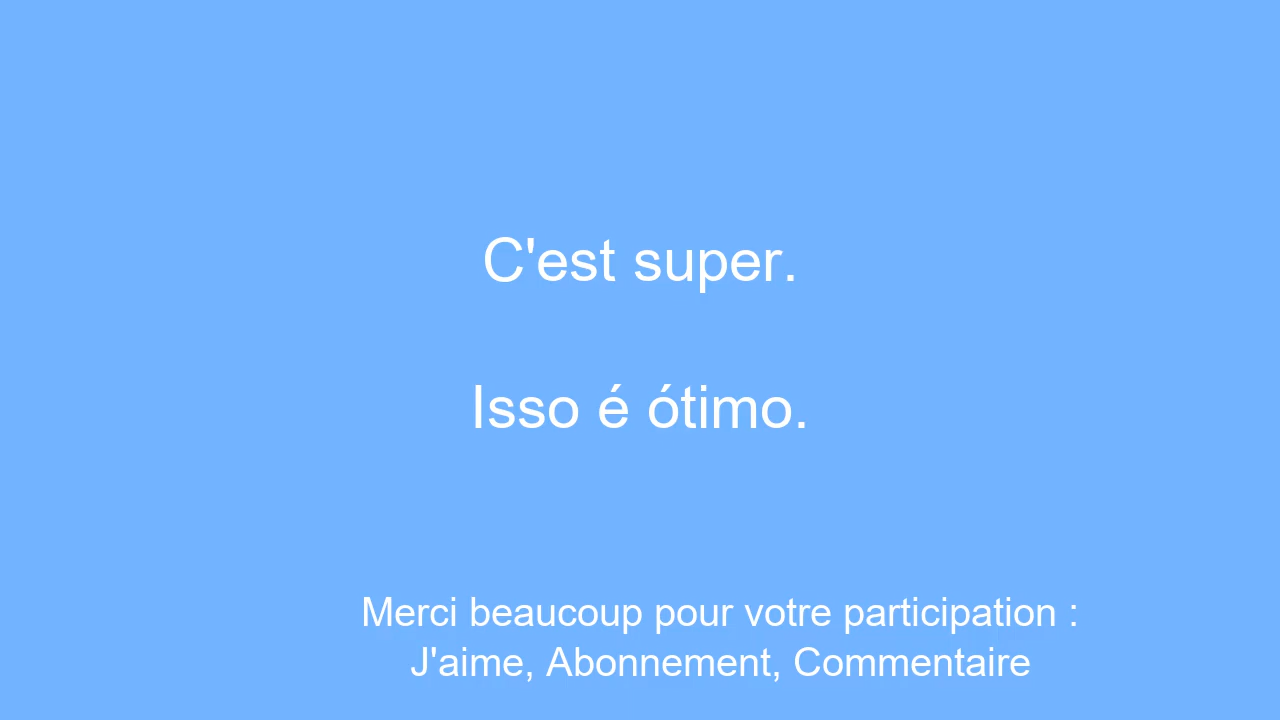 C'est super.
Isso é ótimo.
Merci beaucoup pour votre participation :
J'aime, Abonnement, Commentaire